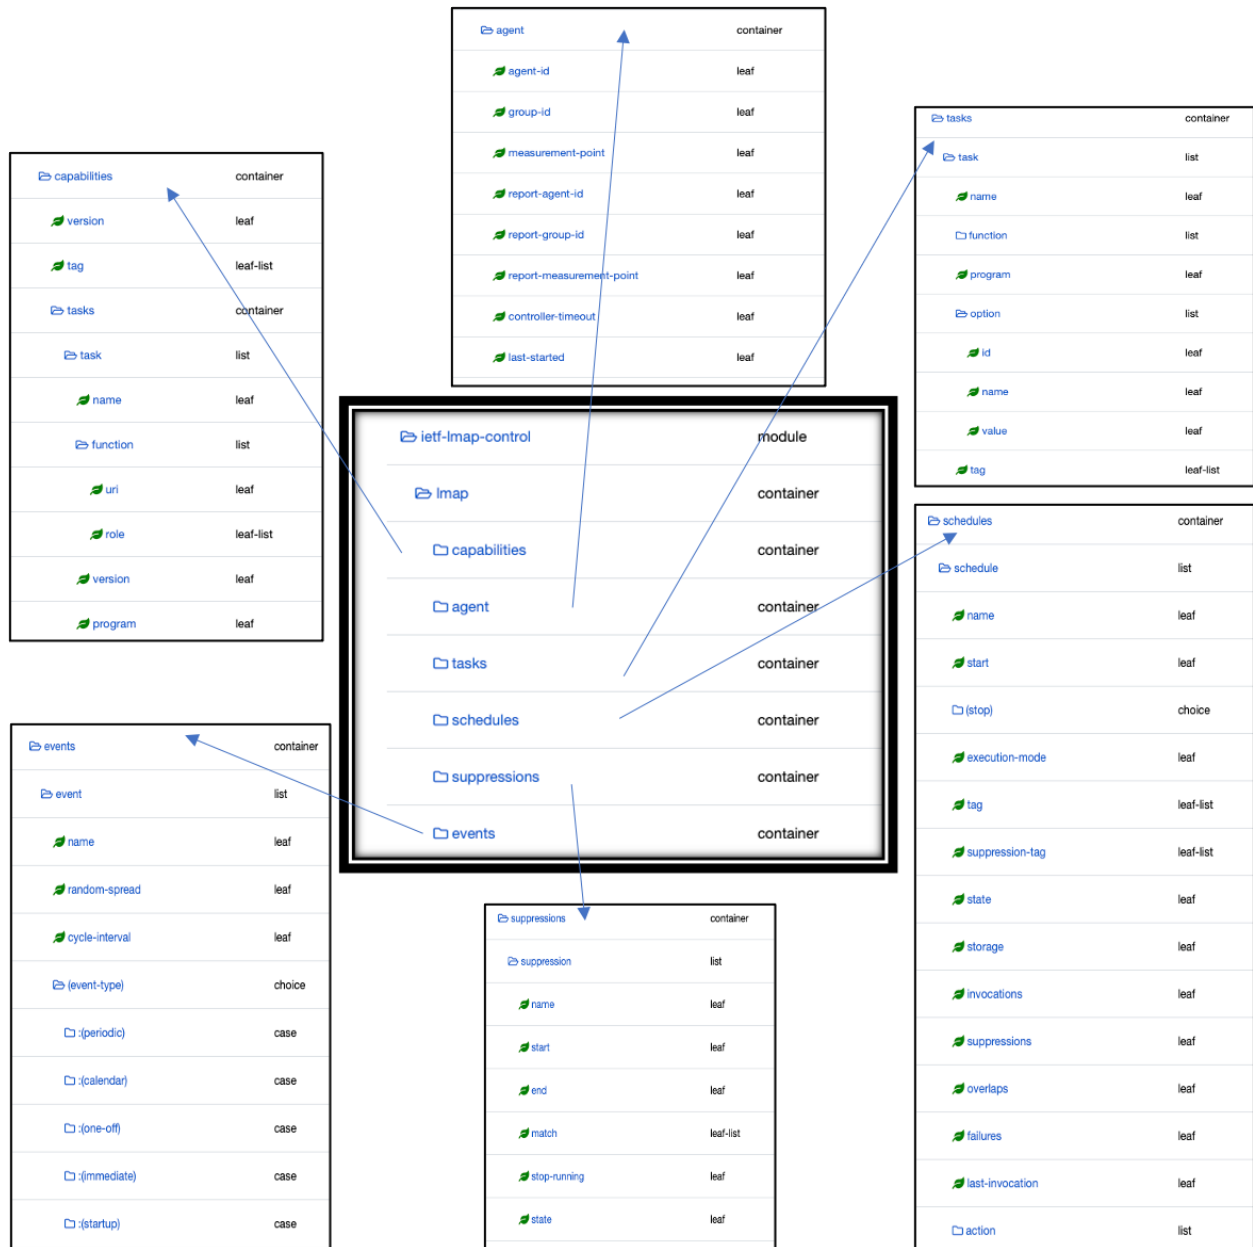 agent container
agent-id leaf
group-id leaf
measurement-point leaf
report-agent-id leaf
report-group-id leaf
report-measurement-point leaf
controller-timeout leaf
last-started leaf
capabilities container
version leaf
tag leaf-list
tasks container
task list
name leaf
function list
uri leaf
role leaf-list
version leaf
program leaf
tasks container
task list
name leaf
function list
program leaf
option list
id leaf
name leaf
value leaf
tag leaf-list
ietf-lmap-control module
lmap container
capabilities container
agent container
tasks container
schedules container
suppressions container
events container
schedules container
schedule list
name leaf
start leaf
(stop) choice
execution-mode leaf
tag leaf-list
suppression-tag leaf-list
state leaf
storage leaf
invocations leaf
suppressions leaf
overlaps leaf
failures leaf
last-invocation leaf
action list
events container
event list
name leaf
random-spread leaf
cycle-interval leaf
(event-type) choice
:(periodic) case
:(calendar) case
:(one-off) case
:(immediate) case
:(startup) case
suppressions container
suppression list
name leaf
start leaf
end leaf
match leaf-list
stop-running leaf
state leaf